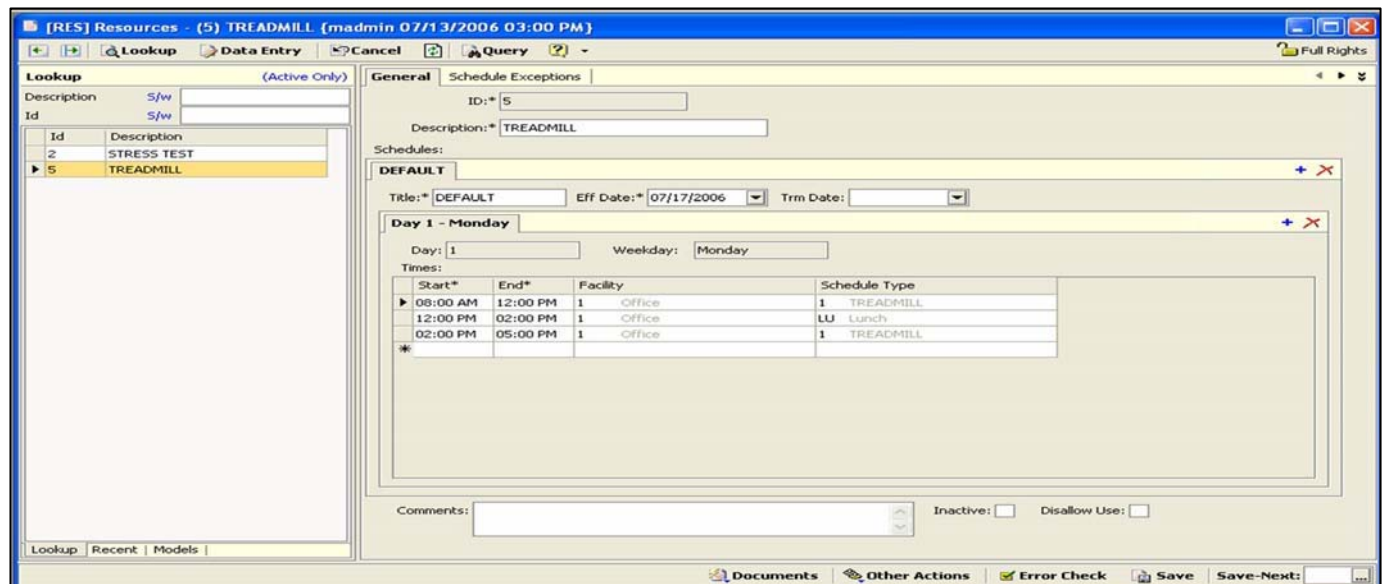 [RES] Resources - (5) TREADMILL {madmin 07/13/2006 03:00 PM}
Lookup Data Entry Cancel Query Full Rights
Lookup (Active Only)
Description S/w
Id S/w
Id Description
2 STRESS TEST
5 TREADMILL
Lookup Recent Models
General Schedule Exceptions
ID:* 5
Description:* TREADMILL
Schedules:
DEFAULT
Title:* DEFAULT Eff Date:* 07/17/2006 Trm Date:
Day 1 - Monday
Day: 1 Weekday: Monday
Times:
Start* End* Facility Schedule Type
08:00 AM 12:00 PM 1 Office 1 TREADMILL
12:00 PM 02:00 PM 1 Office LU Lunch
02:00 PM 05:00 PM 1 Office 1 TREADMILL
Comments: Inactive: Disallow Use:
Documents Other Actions Error Check Save Save-Next: ...